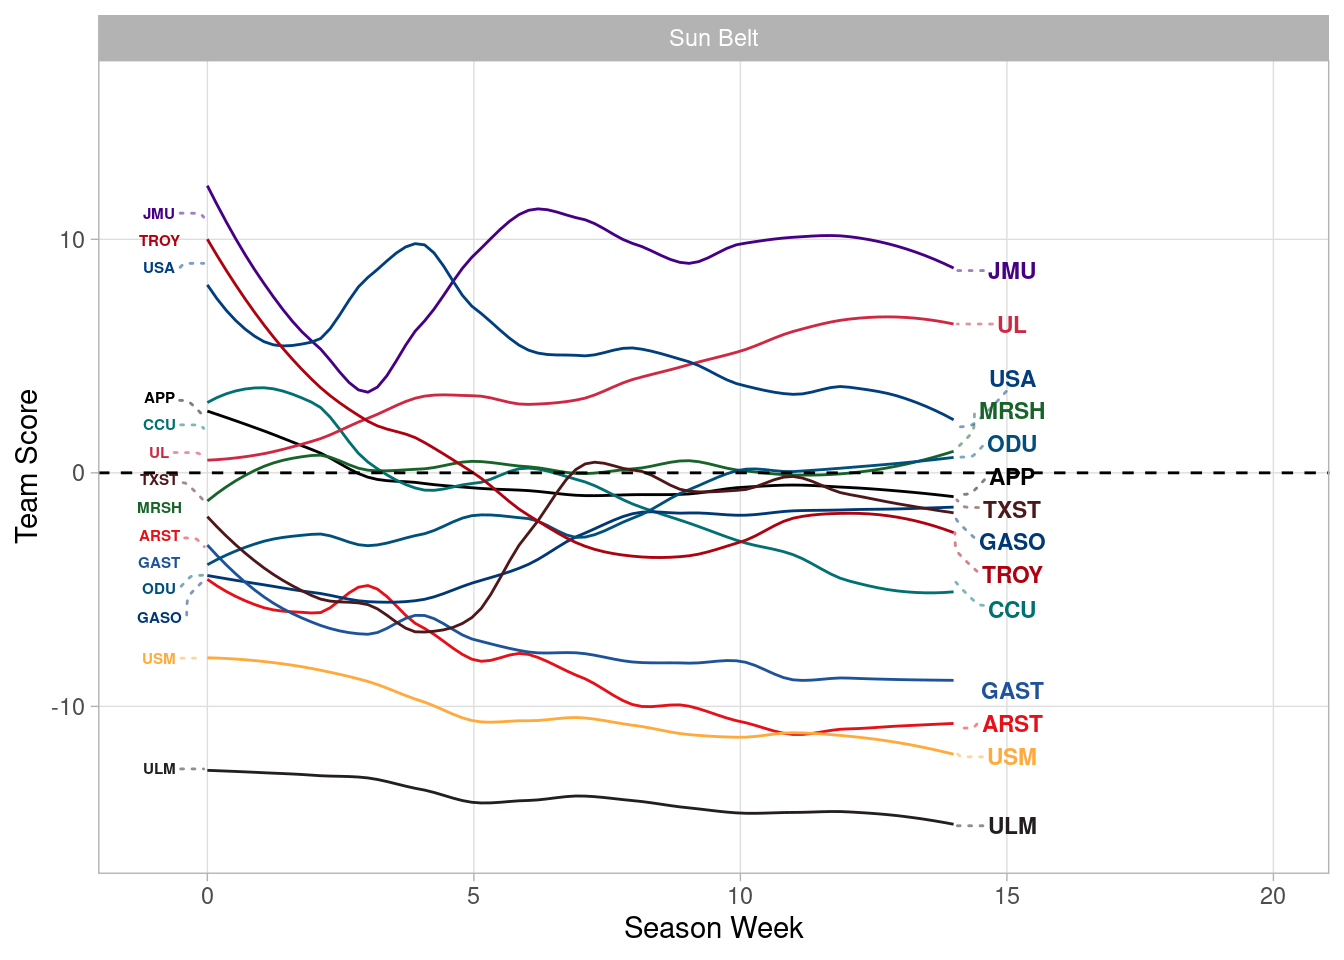 Sun Belt
Team Score
10
0
-10
JMU
TROY
USA
APP
CCU
UL
TXST
MRSH
ARST
GAST
ODU
GASO
USM
ULM
JMU
UL
USA
MRSH
ODU
APP
TXST
GASO
TROY
CCU
GAST
ARST
USM
ULM
0 5 10 15 20
Season Week